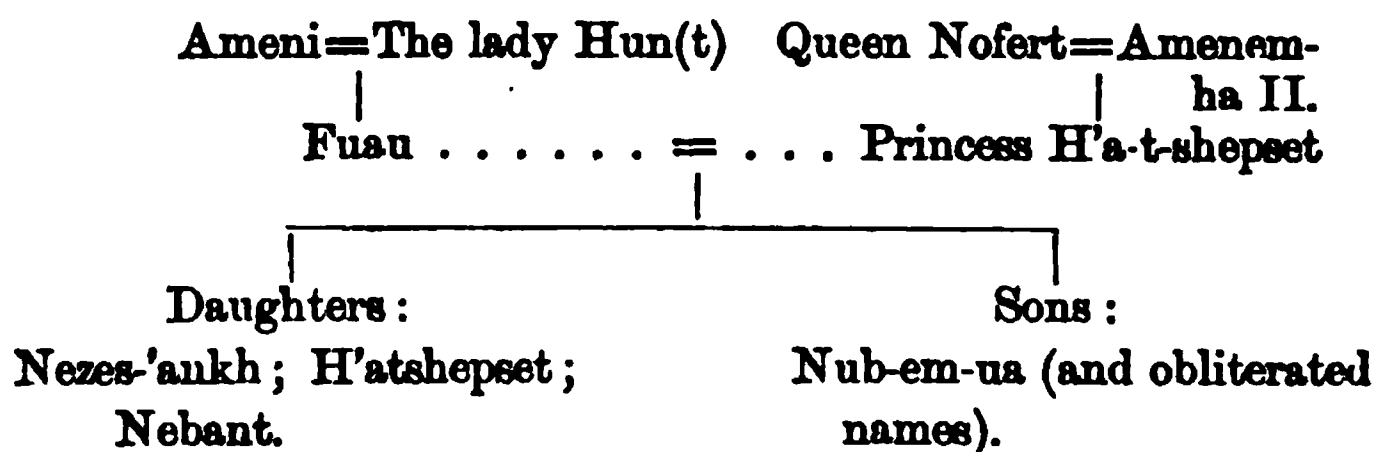 Ameni=The lady Hun(t) Queen Nofert=Amenem-
ha II.
Fuau . . . . . . = . . . Princess H'a-t-shepset
Daughters : Sons :
Nezes-'aukh ; H'atshepset ; Nub-em-ua (and obliterated
Nebant. names).